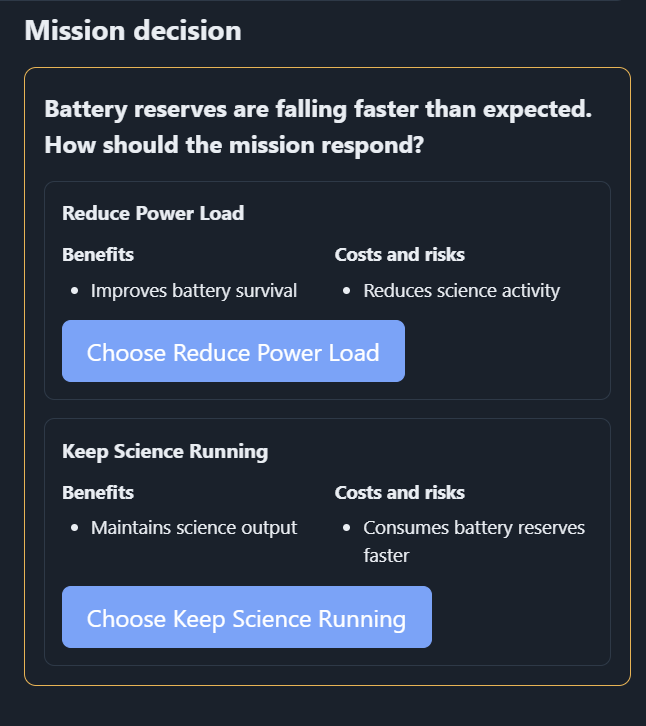 Mission decision
Battery reserves are falling faster than expected.
How should the mission respond?
Reduce Power Load
Benefits
Costs and risks
• Improves battery survival
• Reduces science activity
Choose Reduce Power Load
Keep Science Running
Benefits
Costs and risks
• Maintains science output
• Consumes battery reserves
faster
Choose Keep Science Running